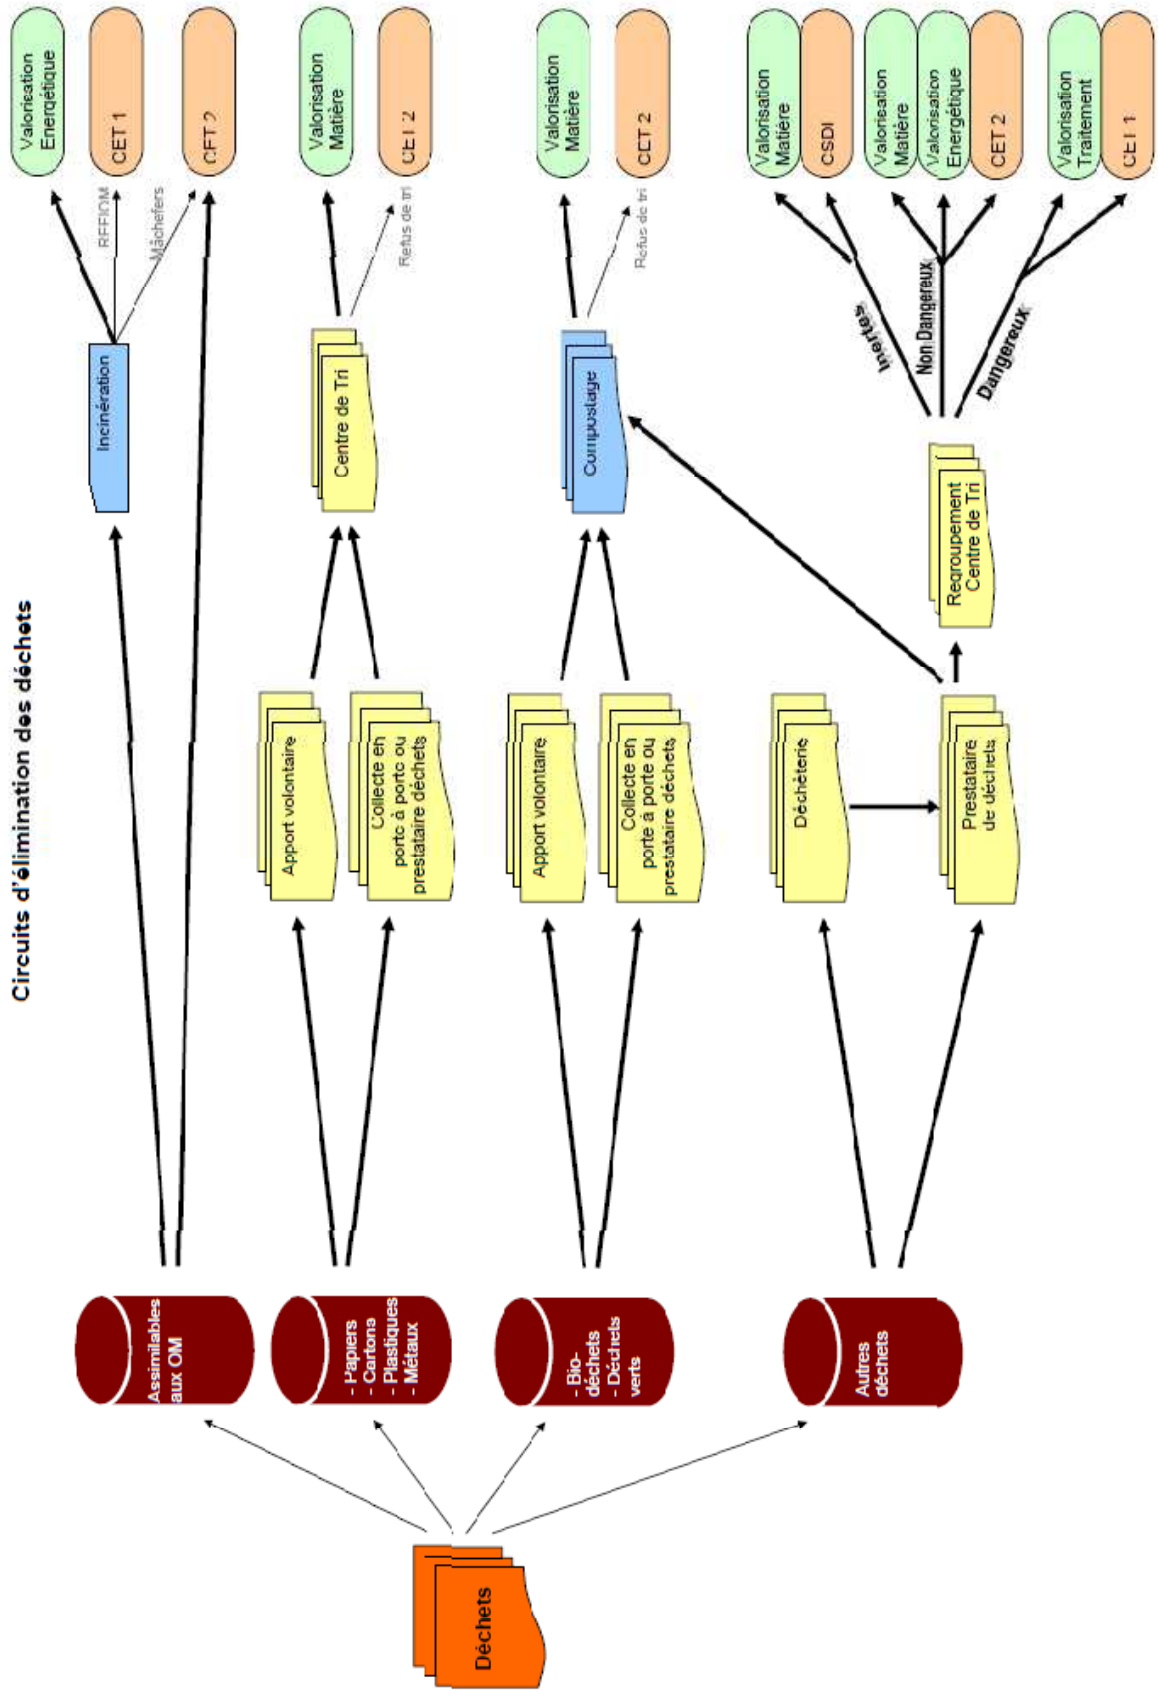 Circuits d'élimination des déchets
Déchets
Assimilables
aux OM
- Papiers
- Cartons
- Plastiques
- Métaux
- Bio-
déchets
- Déchets
verts
Autres
déchets
Apport volontaire
Collecte en
porte à porte ou
prestataire déchets
Apport volontaire
Collecte en
porte à porte ou
prestataire déchets
Déchèterie
Prestataire
de déchets
Incinération
Centre de Tri
Compostage
Regroupement
Centre de Tri
REFIOM
Mâchefers
Refus de tri
Refus de tri
Inertes
Non Dangereux
Dangereux
Valorisation
Energétique
CET 1
CET 2
Valorisation
Matière
CET 2
Valorisation
Matière
CET 2
Valorisation
Matière
CSDI
Valorisation
Matière
Valorisation
Energétique
CET 2
Valorisation
Traitement
CET 1